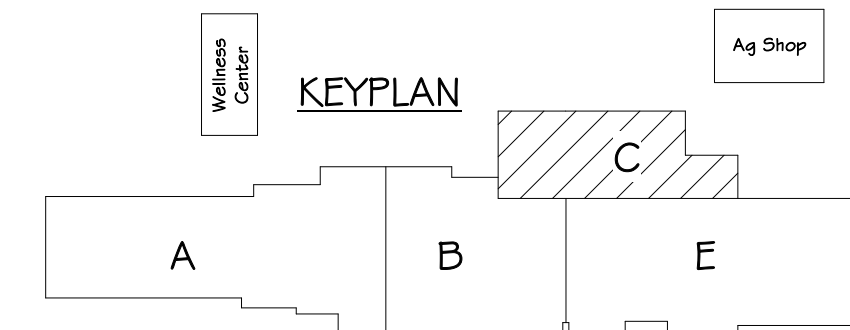 Wellness
Center
Ag Shop
KEYPLAN
C
A
B
E